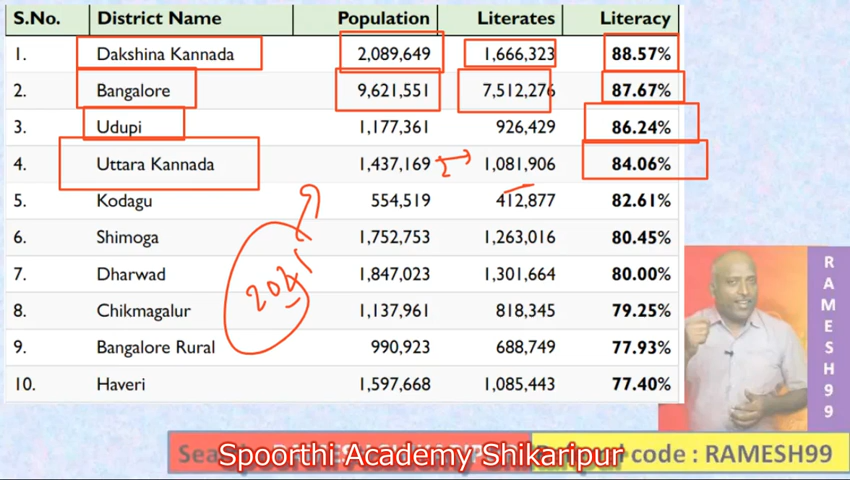 S.No. District Name Population Literates Literacy
1. Dakshina Kannada 2,089,649 1,666,323 88.57%
2. Bangalore 9,621,551 7,512,276 87.67%
3. Udupi 1,177,361 926,429 86.24%
4. Uttara Kannada 1,437,169 1,081,906 84.06%
5. Kodagu 554,519 412,877 82.61%
6. Shimoga 1,752,753 1,263,016 80.45%
7. Dharwad 1,847,023 1,301,664 80.00%
8. Chikmagalur 1,137,961 818,345 79.25%
9. Bangalore Rural 990,923 688,749 77.93%
10. Haveri 1,597,668 1,085,443 77.40%
RAMESH99
Spoorthi Academy Shikaripur
code : RAMESH99